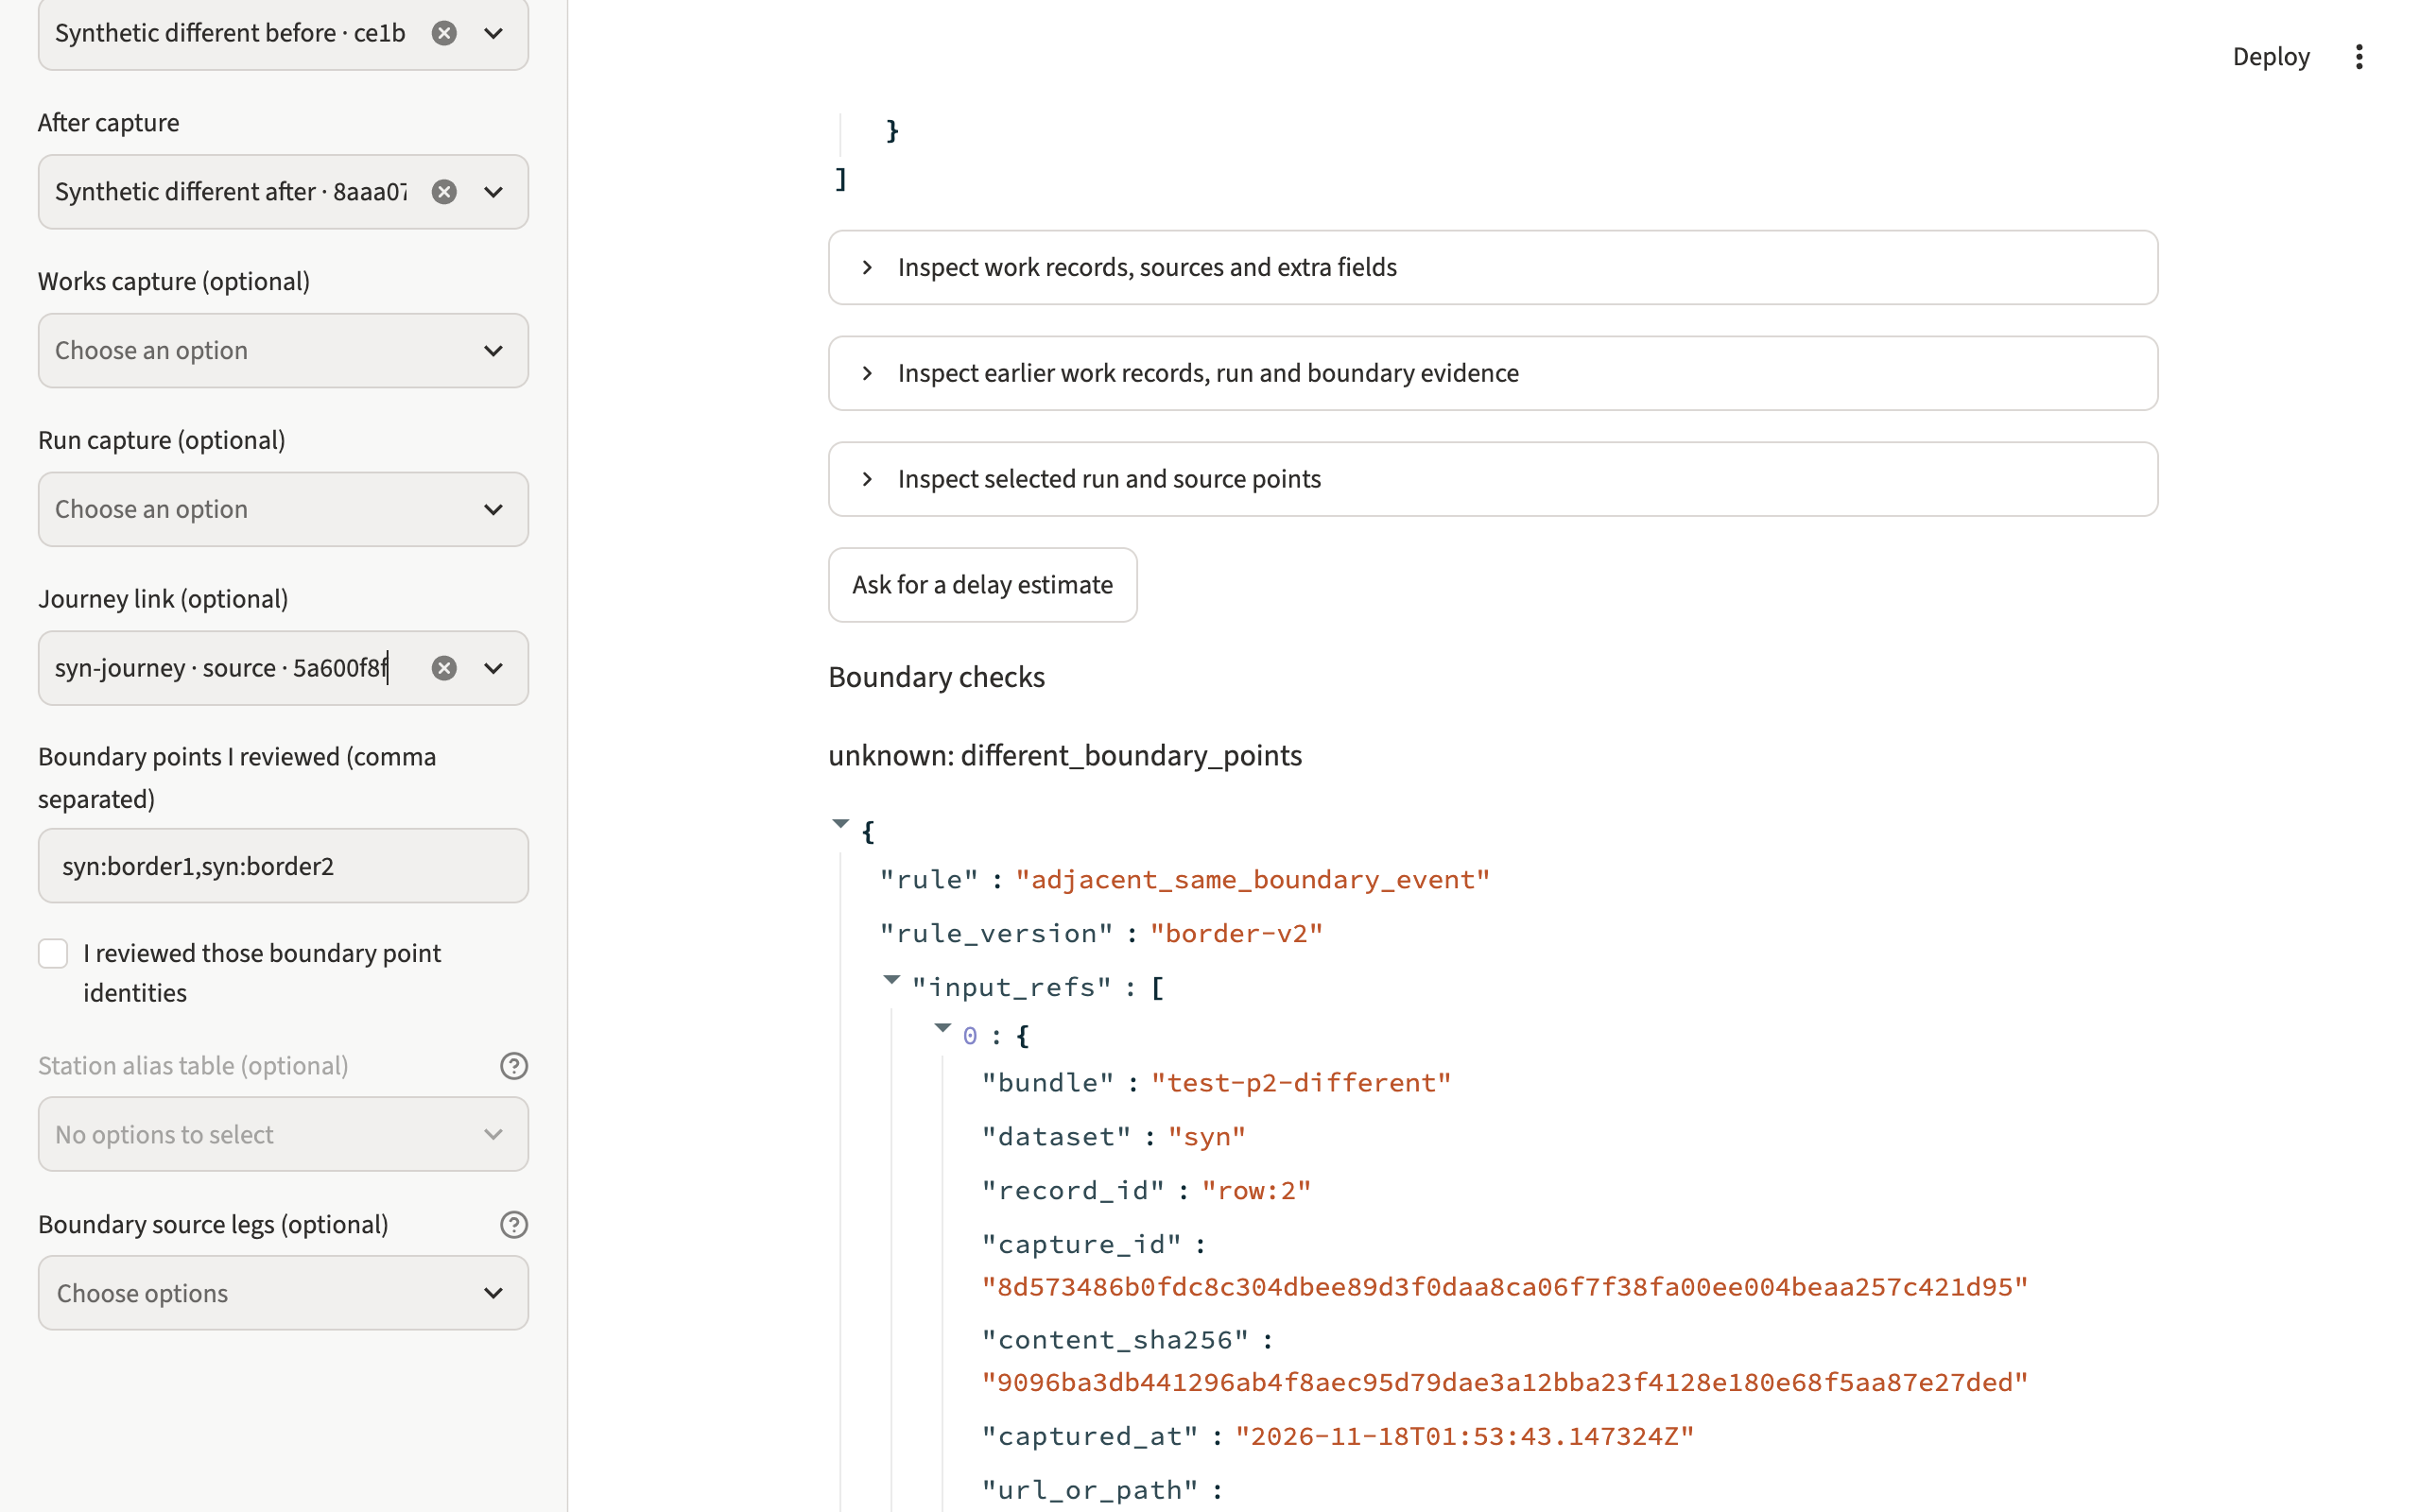 Synthetic different before · ce1b
After capture
Synthetic different after · 8aaa07
Works capture (optional)
Choose an option
Run capture (optional)
Choose an option
Journey link (optional)
syn-journey · source · 5a600f8f
Boundary points I reviewed (comma
separated)
syn:border1,syn:border2
I reviewed those boundary point
identities
Station alias table (optional)
No options to select
Boundary source legs (optional)
Choose options
Deploy
}
]
Inspect work records, sources and extra fields
Inspect earlier work records, run and boundary evidence
Inspect selected run and source points
Ask for a delay estimate
Boundary checks
unknown: different_boundary_points
{
"rule" : "adjacent_same_boundary_event"
"rule_version" : "border-v2"
"input_refs" : [
0 : {
"bundle" : "test-p2-different"
"dataset" : "syn"
"record_id" : "row:2"
"capture_id" :
"8d573486b0fdc8c304dbee89d3f0daa8ca06f7f38fa00ee004beaa257c421d95"
"content_sha256" :
"9096ba3db441296ab4f8aec95d79dae3a12bba23f4128e180e68f5aa87e27ded"
"captured_at" : "2026-11-18T01:53:43.147324Z"
"url_or_path" :